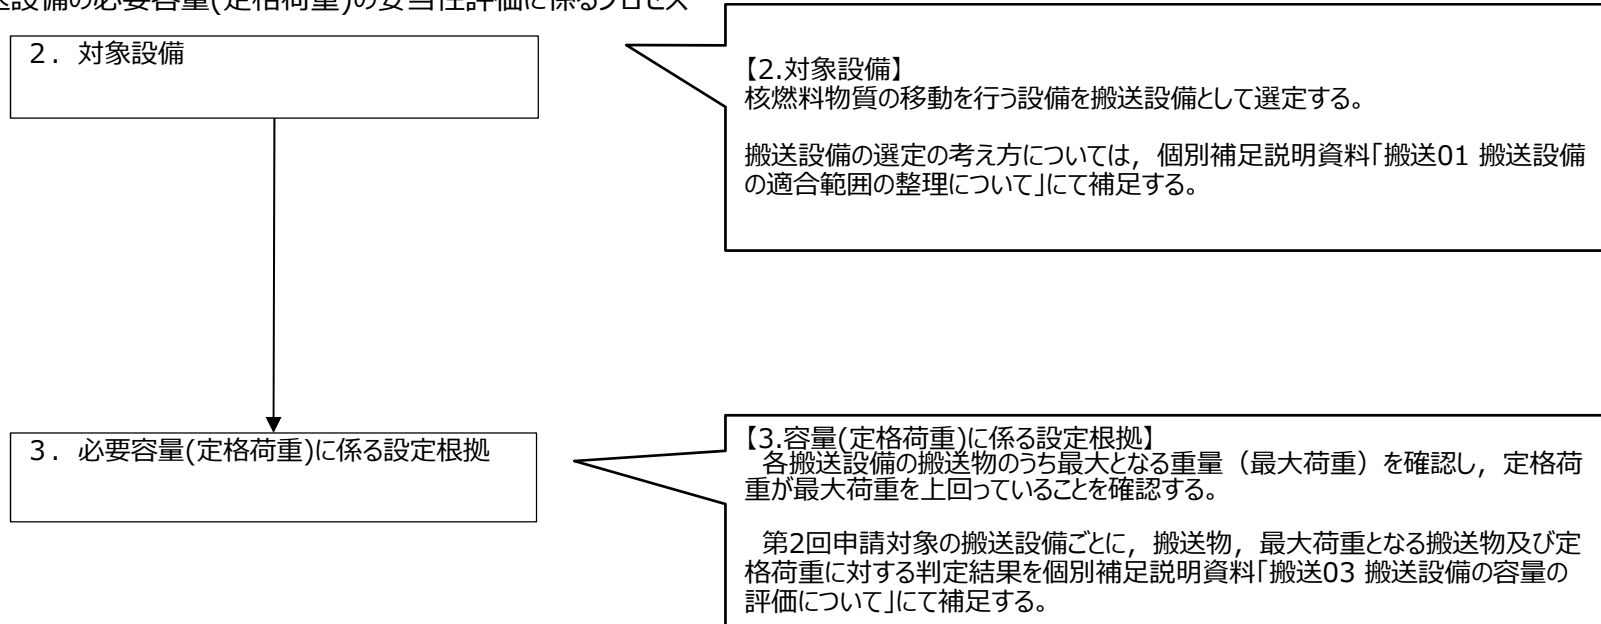 送設備の必要容量(定格荷重)の妥当性評価に係るプロセス
2．対象設備
【2.対象設備】
核燃料物質の移動を行う設備を搬送設備として選定する。
搬送設備の選定の考え方については，個別補足説明資料「搬送01 搬送設備
の適合範囲の整理について」にて補足する。
3．必要容量(定格荷重)に係る設定根拠
【3.容量(定格荷重)に係る設定根拠】
各搬送設備の搬送物のうち最大となる重量（最大荷重）を確認し，定格荷
重が最大荷重を上回っていることを確認する。
第2回申請対象の搬送設備ごとに，搬送物，最大荷重となる搬送物及び定
格荷重に対する判定結果を個別補足説明資料「搬送03 搬送設備の容量の
評価について」にて補足する。